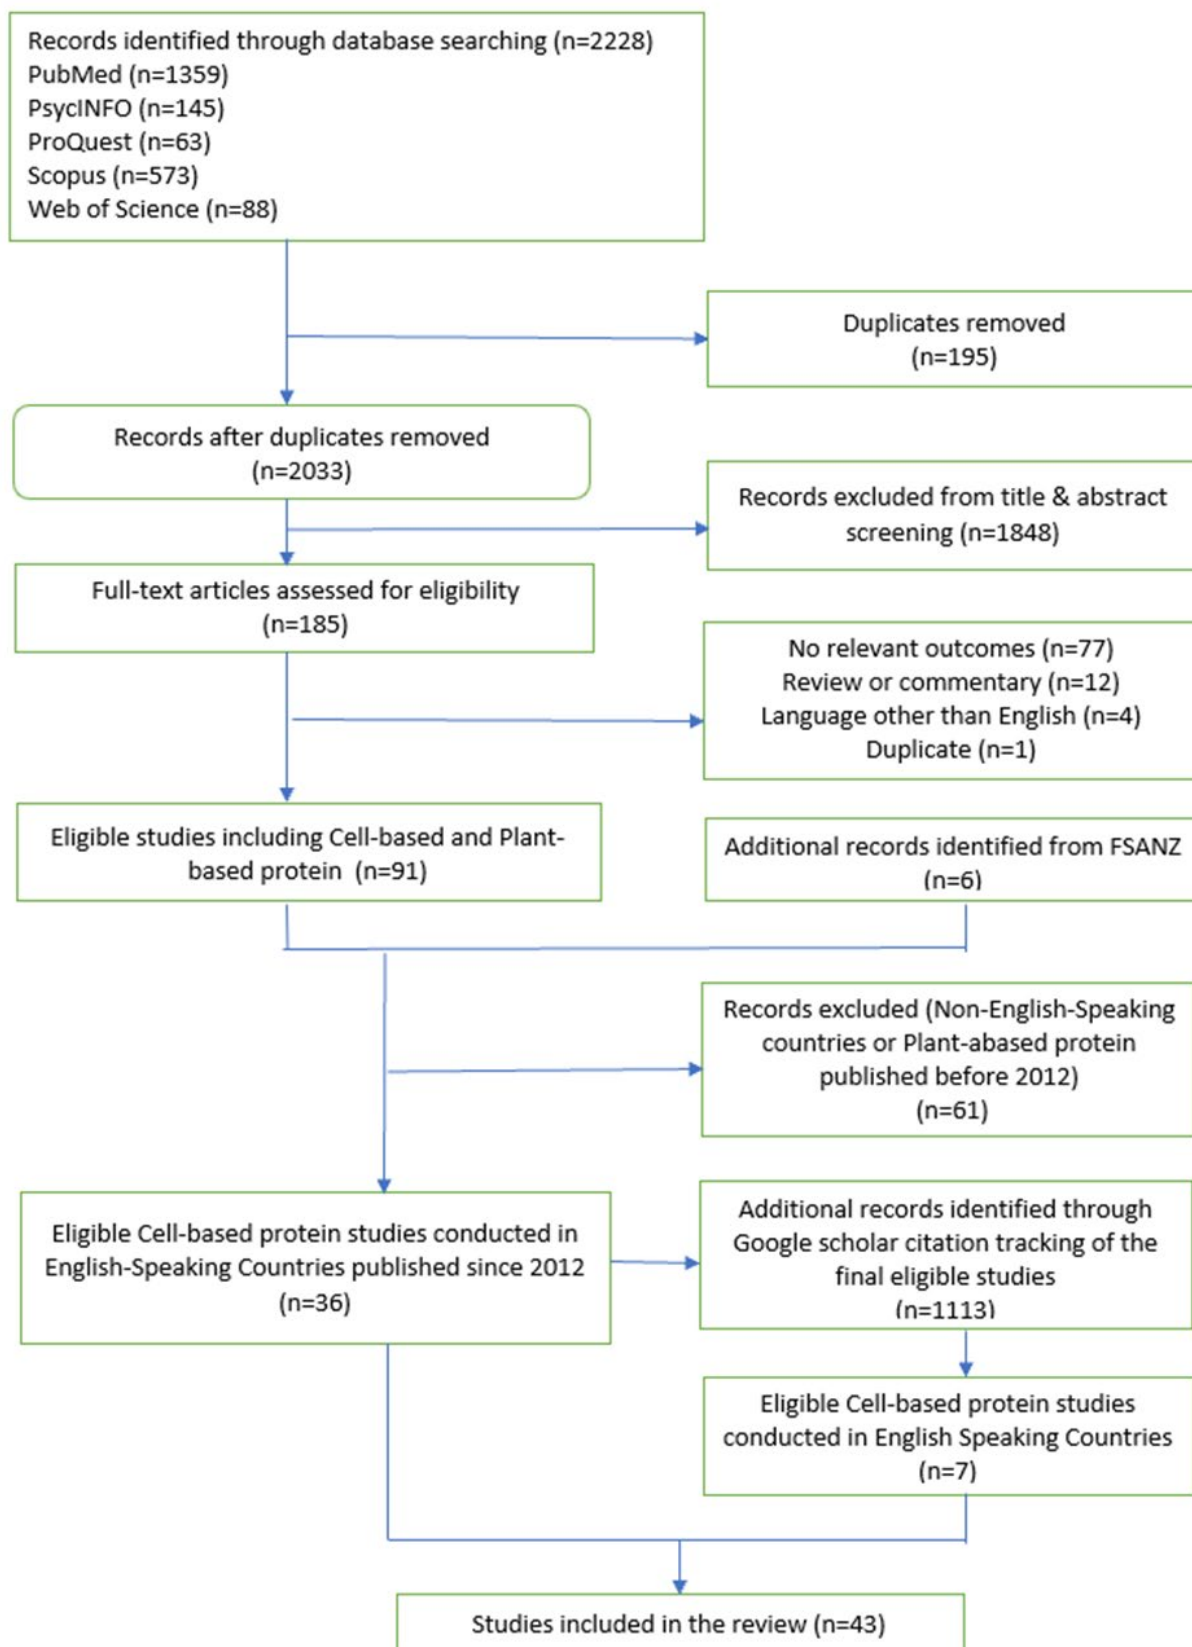 Records identified through database searching (n=2228)
PubMed (n=1359)
PsycINFO (n=145)
ProQuest (n=63)
Scopus (n=573)
Web of Science (n=88)
Duplicates removed
(n=195)
Records after duplicates removed
(n=2033)
Records excluded from title & abstract
screening (n=1848)
Full-text articles assessed for eligibility
(n=185)
No relevant outcomes (n=77)
Review or commentary (n=12)
Language other than English (n=4)
Duplicate (n=1)
Eligible studies including Cell-based and Plant-
based protein (n=91)
Additional records identified from FSANZ
(n=6)
Records excluded (Non-English-Speaking
countries or Plant-abased protein
published before 2012)
(n=61)
Eligible Cell-based protein studies conducted in
English-Speaking Countries published since 2012
(n=36)
Additional records identified through
Google scholar citation tracking of the
final eligible studies
(n=1113)
Eligible Cell-based protein studies
conducted in English Speaking Countries
(n=7)
Studies included in the review (n=43)